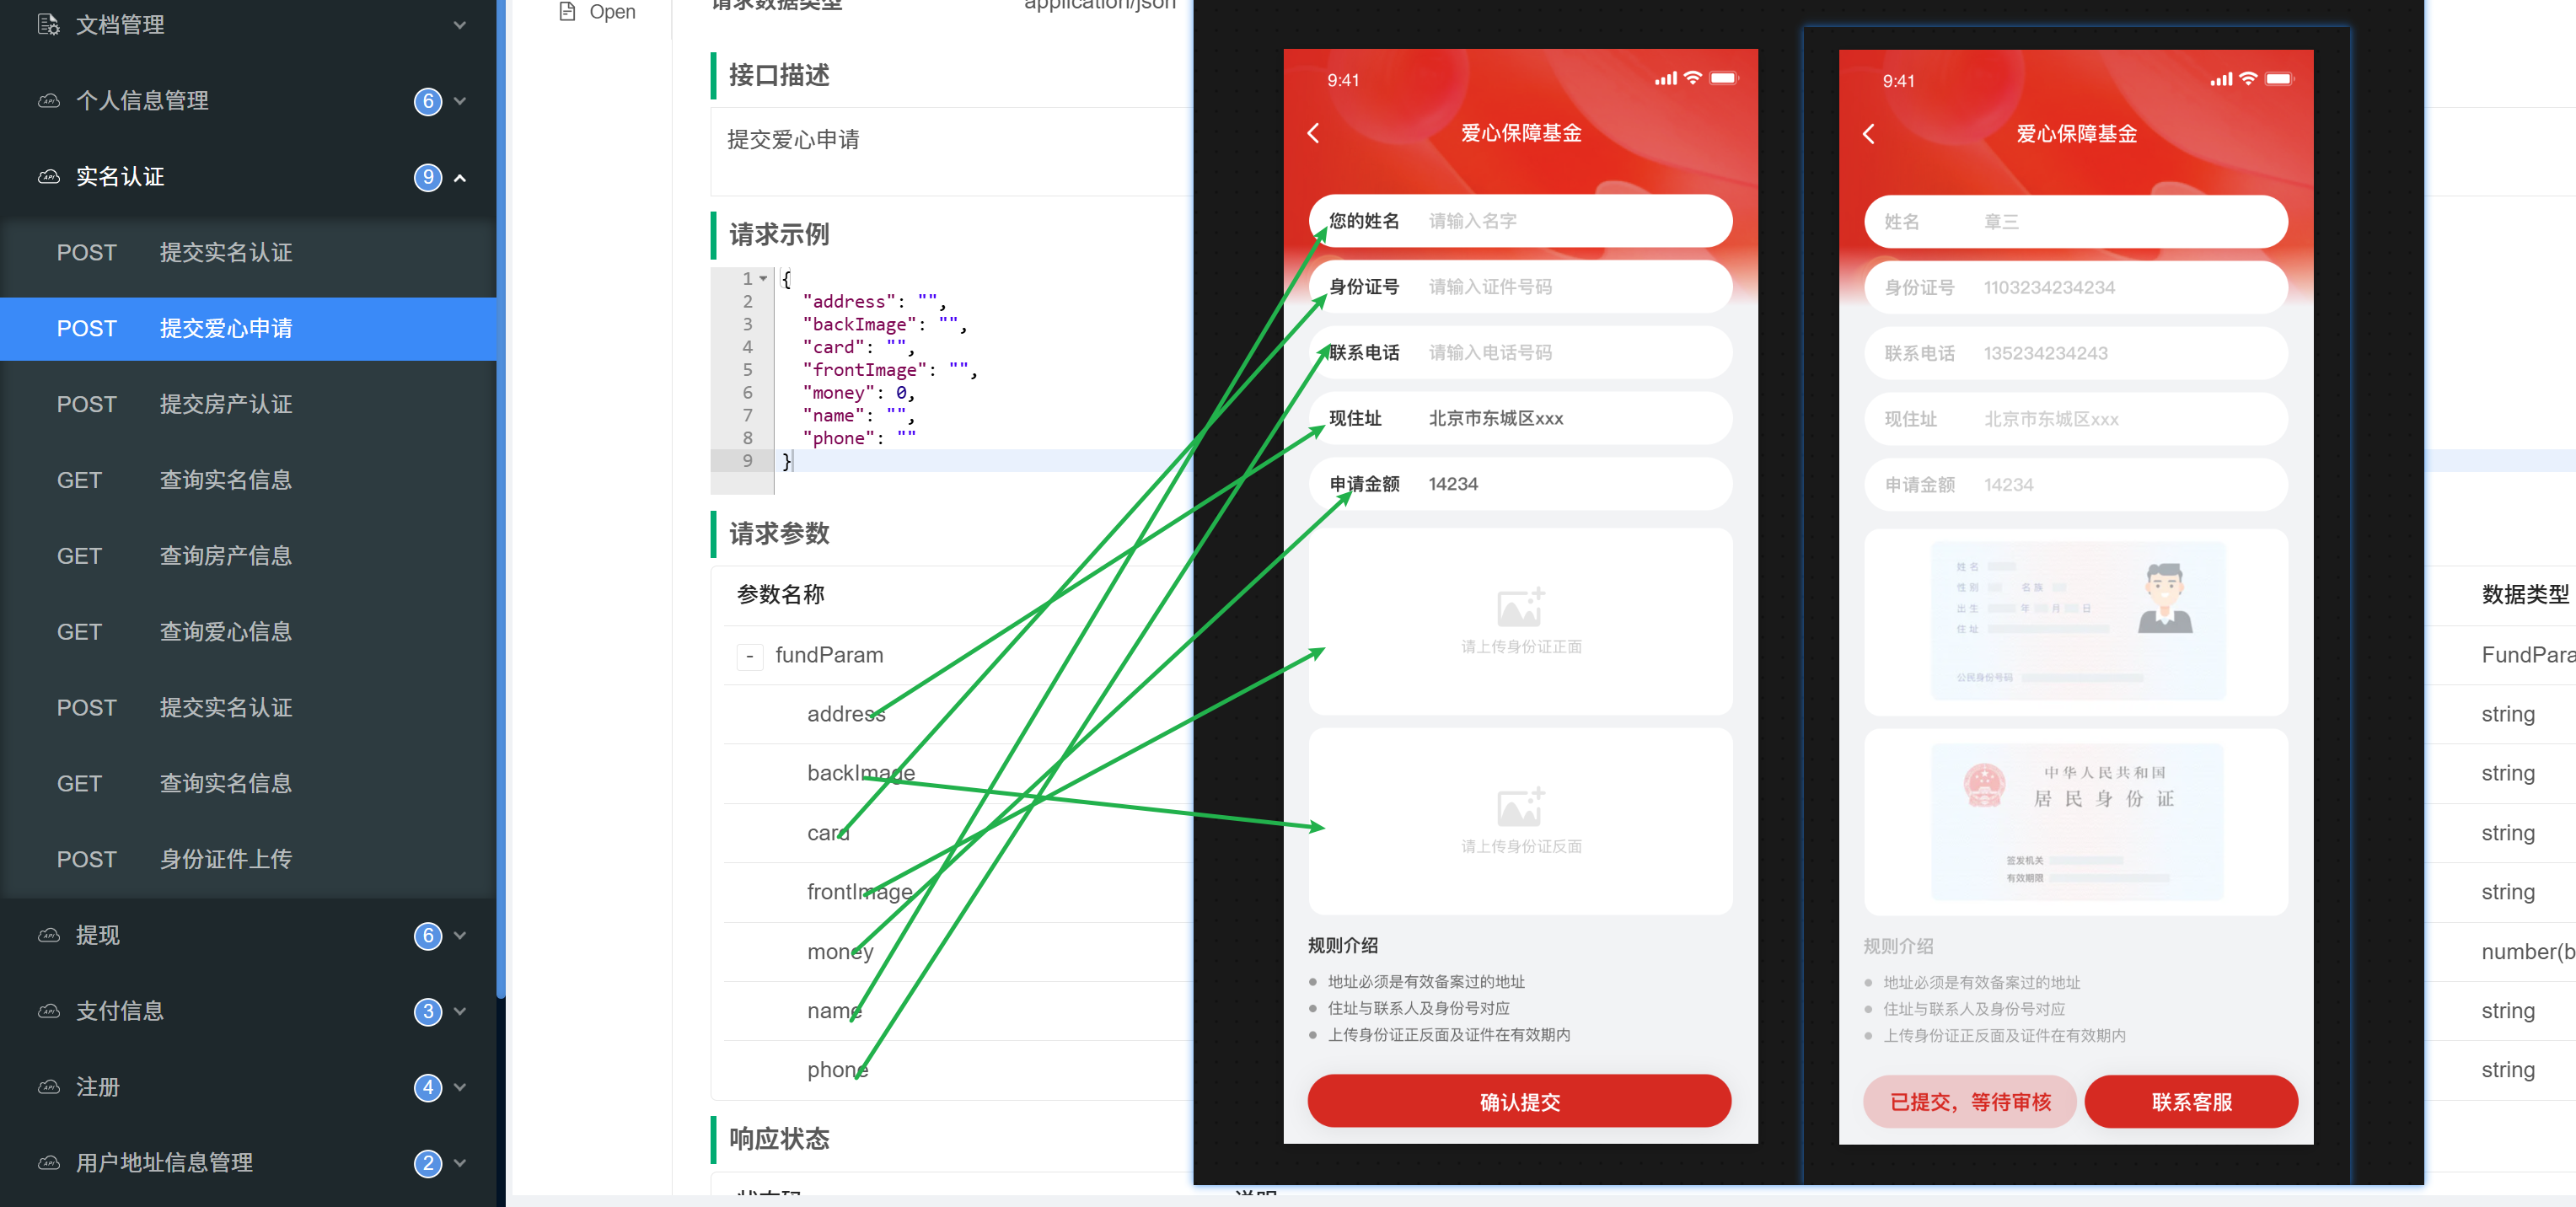 文档管理
个人信息管理
6
实名认证
9
POST 提交实名认证
POST 提交爱心申请
POST 提交房产认证
GET 查询实名信息
GET 查询房产信息
GET 查询爱心信息
POST 提交实名认证
GET 查询实名信息
POST 身份证件上传
提现
6
支付信息
3
注册
4
用户地址信息管理
2
Open
请求数据类型 application/json
接口描述
提交爱心申请
请求示例
1 {
2 "address": "",
3 "backImage": "",
4 "card": "",
5 "frontImage": "",
6 "money": 0,
7 "name": "",
8 "phone": ""
9 }
请求参数
参数名称
- fundParam
address
backImage
card
frontImage
money
name
phone
响应状态
状态码 说明
9:41
爱心保障基金
您的姓名 请输入名字
身份证号 请输入证件号码
联系电话 请输入电话号码
现住址 北京市东城区xxx
申请金额 14234
请上传身份证正面
请上传身份证反面
规则介绍
地址必须是有效备案过的地址
住址与联系人及身份号对应
上传身份证正反面及证件在有效期内
确认提交
9:41
爱心保障基金
姓名 章三
身份证号 1103234234234
联系电话 135234234243
现住址 北京市东城区xxx
申请金额 14234
姓 名
性 别 名 族
出 生 年 月 日
住 址
公民身份号码
中华人民共和国
居民身份证
签发机关
有效期限
规则介绍
地址必须是有效备案过的地址
住址与联系人及身份号对应
上传身份证正反面及证件在有效期内
已提交，等待审核
联系客服
数据类型
FundPara
string
string
string
string
number(b
string
string